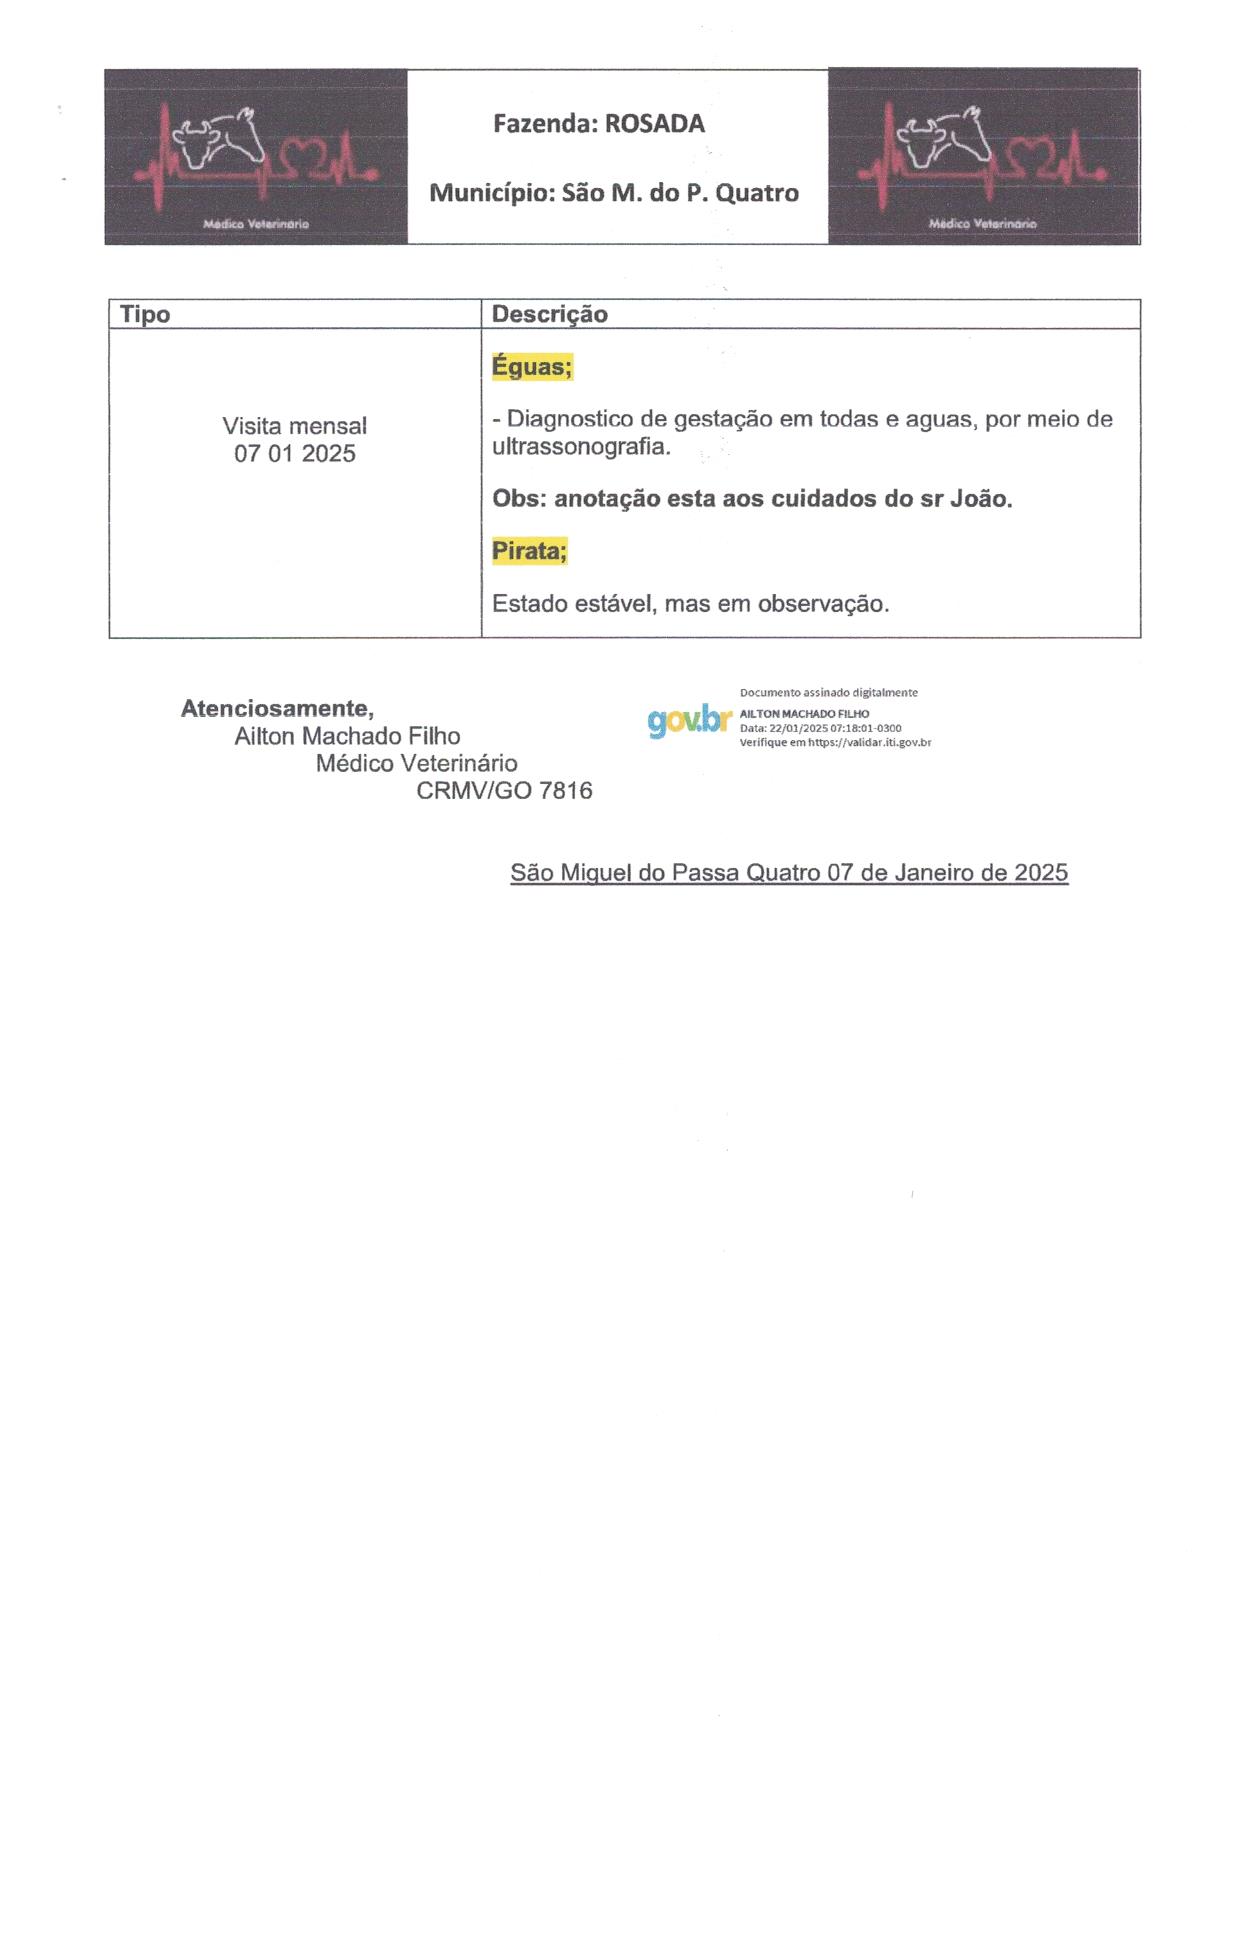 Médico Veterinário
Fazenda: ROSADA
Município: São M. do P. Quatro
Médico Veterinário
Tipo
Descrição
Visita mensal
07 01 2025
Éguas;
- Diagnostico de gestação em todas e aguas, por meio de
ultrassonografia.
Obs: anotação esta aos cuidados do sr João.
Pirata;
Estado estável, mas em observação.
Atenciosamente,
Ailton Machado Filho
Médico Veterinário
CRMV/GO 7816
gov.br
Documento assinado digitalmente
AILTON MACHADO FILHO
Data: 22/01/2025 07:18:01-0300
Verifique em https://validar.iti.gov.br
São Miguel do Passa Quatro 07 de Janeiro de 2025